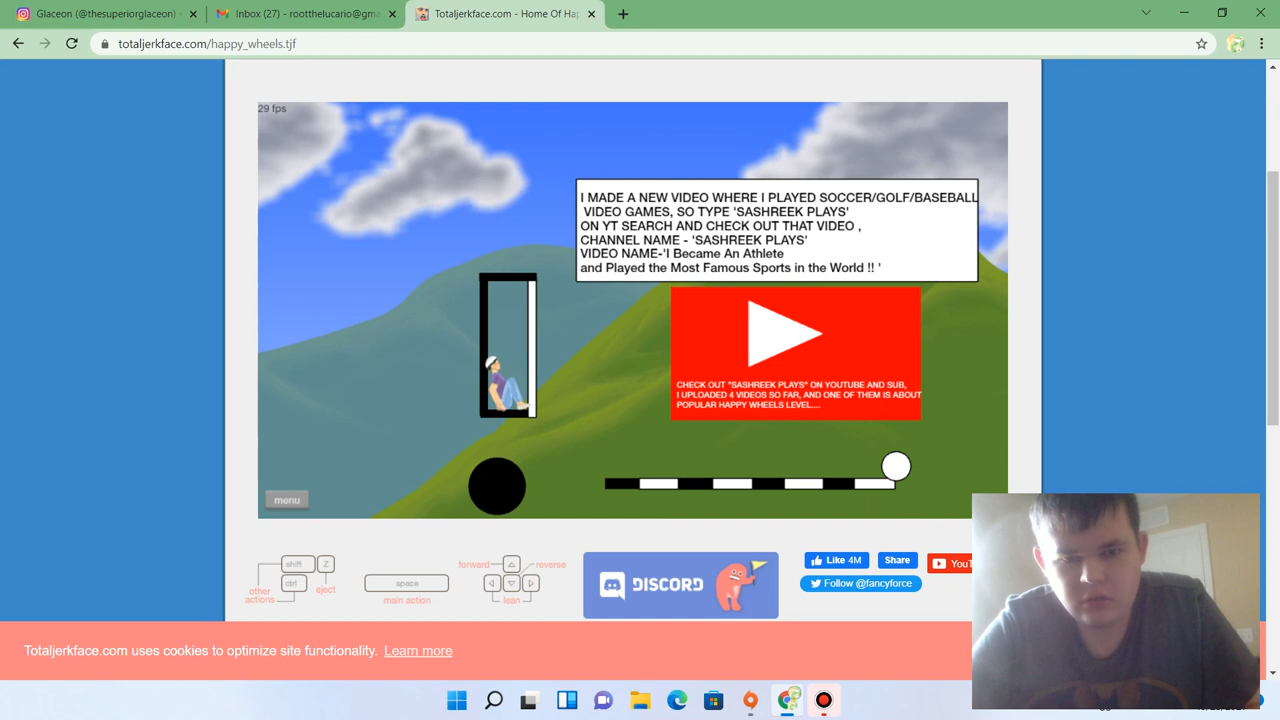 Glaceon (@thesuperiorglaceon)
Inbox (27) - rootthelucario@gma
Totaljerkface.com - Home Of Hap
totaljerkface.com/happy_wheels.tjf
29 fps
I MADE A NEW VIDEO WHERE I PLAYED SOCCER/GOLF/BASEBALL
VIDEO GAMES, SO TYPE 'SASHREEK PLAYS'
ON YT SEARCH AND CHECK OUT THAT VIDEO ,
CHANNEL NAME - 'SASHREEK PLAYS'
VIDEO NAME-'I Became An Athlete
and Played the Most Famous Sports in the World !! '
CHECK OUT "SASHREEK PLAYS" ON YOUTUBE AND SUB,
I UPLOADED 4 VIDEOS SO FAR, AND ONE OF THEM IS ABOUT
POPULAR HAPPY WHEELS LEVEL....
menu
shift
Z
ctrl
eject
other
actions
space
main action
forward
reverse
lean
DISCORD
Like 4M
Share
YouT
Follow @fancyforce
Totaljerkface.com uses cookies to optimize site functionality. Learn more